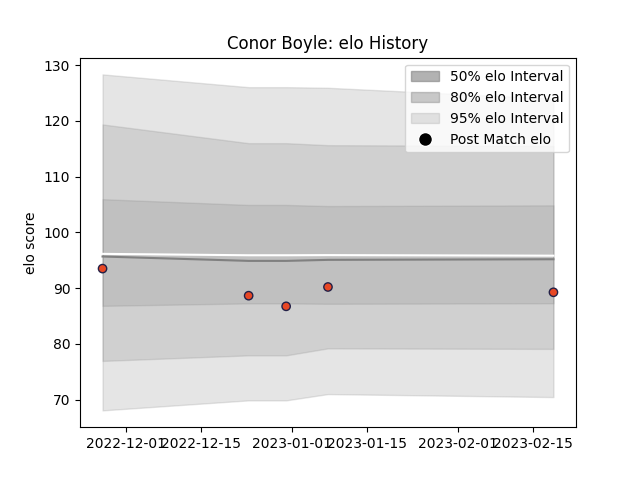 Conor Boyle: elo History
50% elo Interval
80% elo Interval
95% elo Interval
Post Match elo
elo score
130
120
110
100
90
80
70
2022-12-01
2022-12-15
2023-01-01
2023-01-15
2023-02-01
2023-02-15